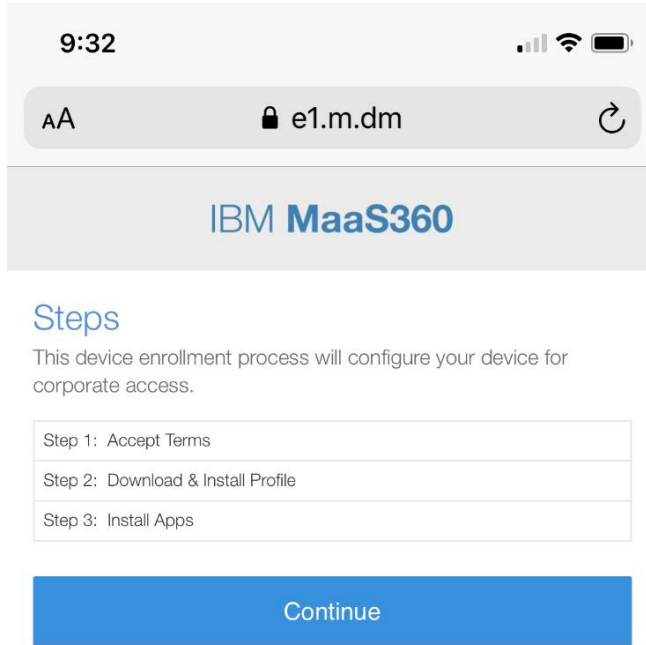 9:32
AA e1.m.dm
IBM MaaS360
Steps
This device enrollment process will configure your device for
corporate access.
Step 1: Accept Terms
Step 2: Download & Install Profile
Step 3: Install Apps
Continue